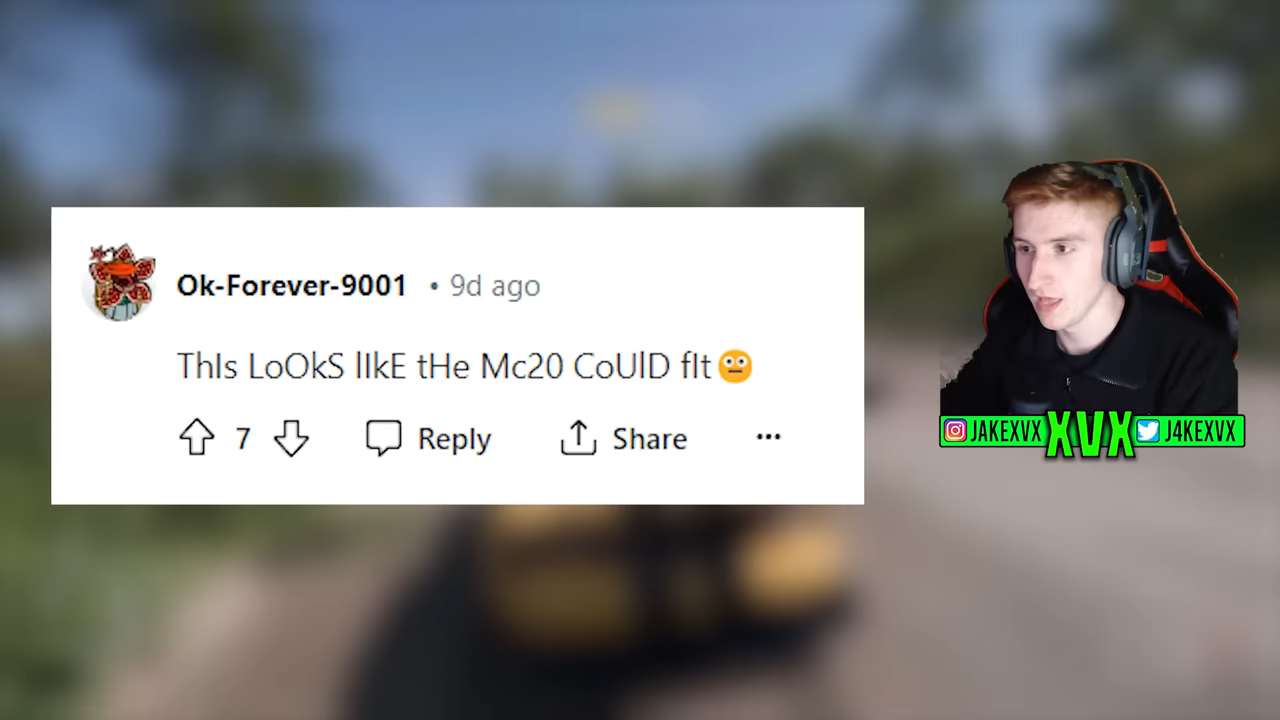 Ok-Forever-9001 • 9d ago
ThIs LoOkS lIkE tHe Mc20 CoUlD fIt😳
7 Reply Share ...
JAKEXVX XVX J4KEXVX